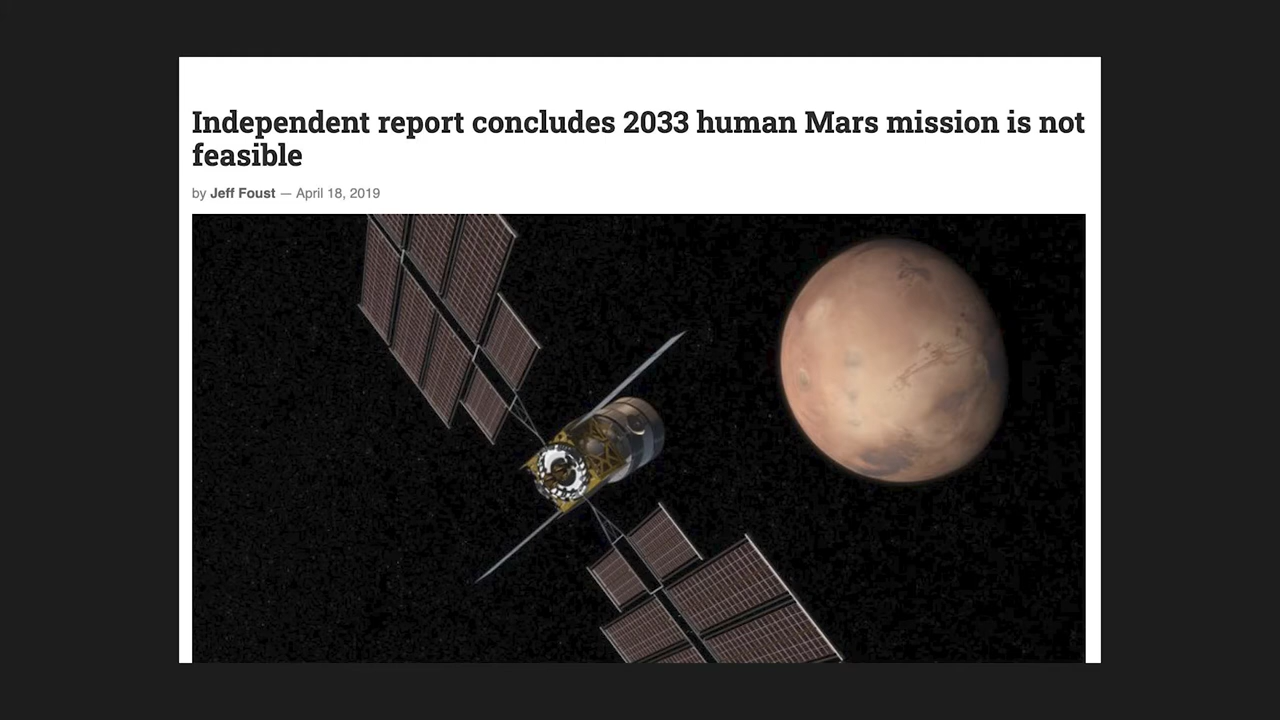 Independent report concludes 2033 human Mars mission is not
feasible
by Jeff Foust — April 18, 2019